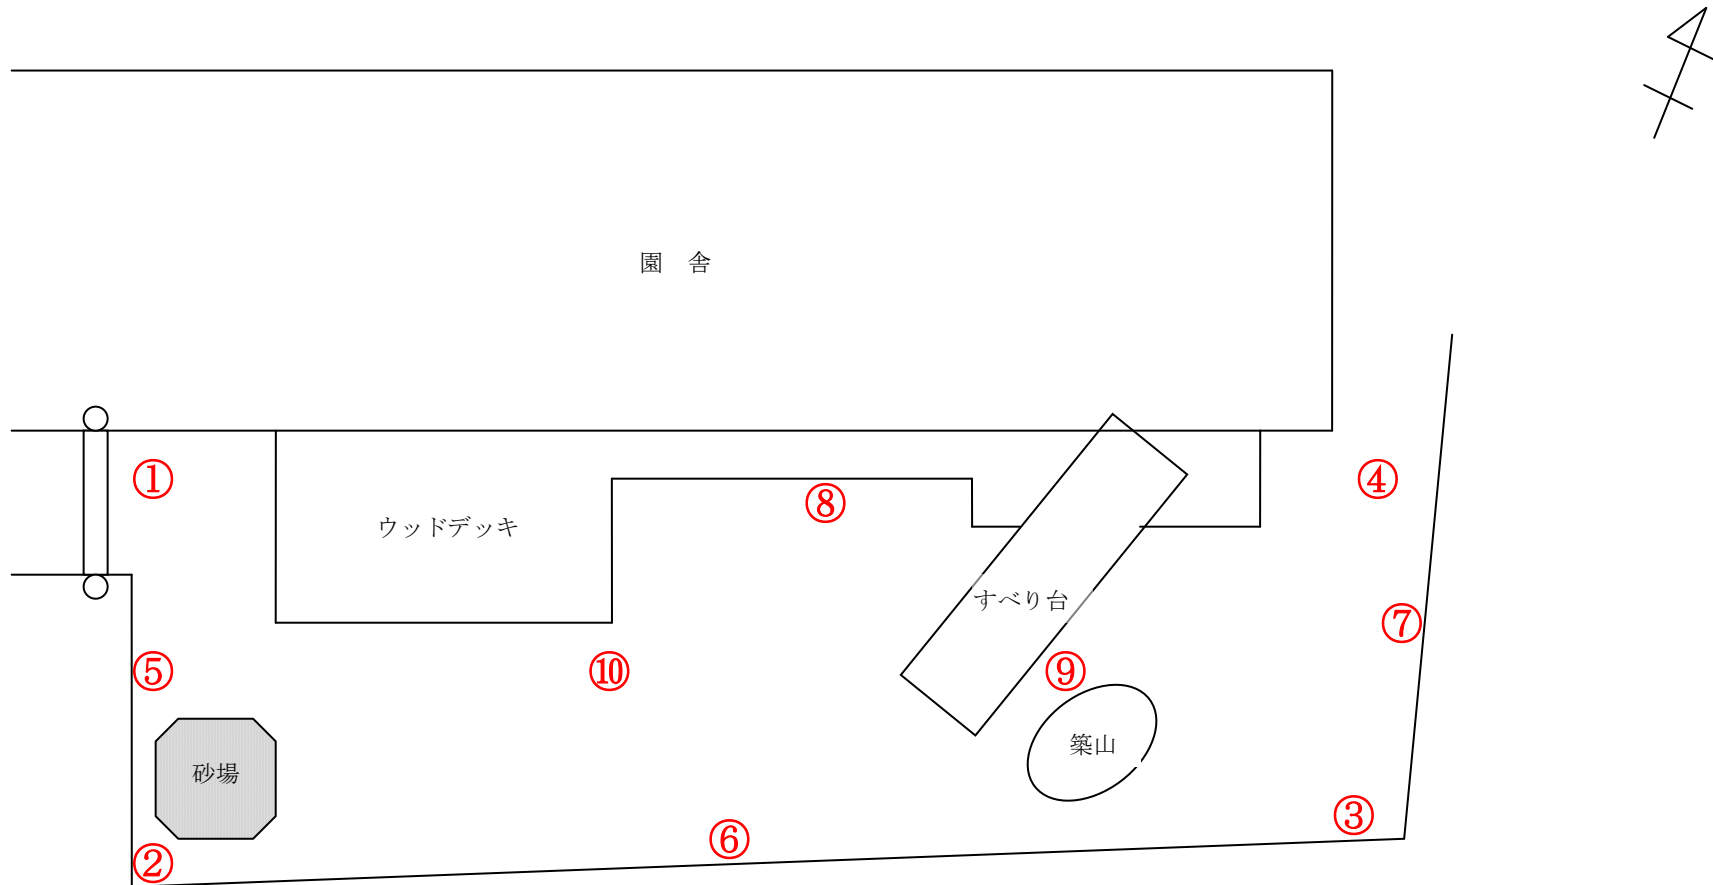 園　舎
①
④
⑧
ウッドデッキ
すべり台
⑦
⑤
⑩
⑨
築山
砂場
③
⑥
②